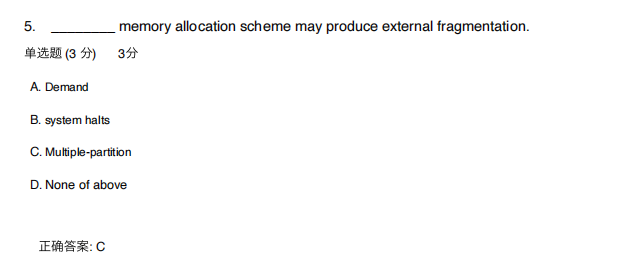 5. ________ memory allocation scheme may produce external fragmentation.
单选题 (3 分) 3分
A. Demand
B. system halts
C. Multiple-partition
D. None of above
正确答案: C